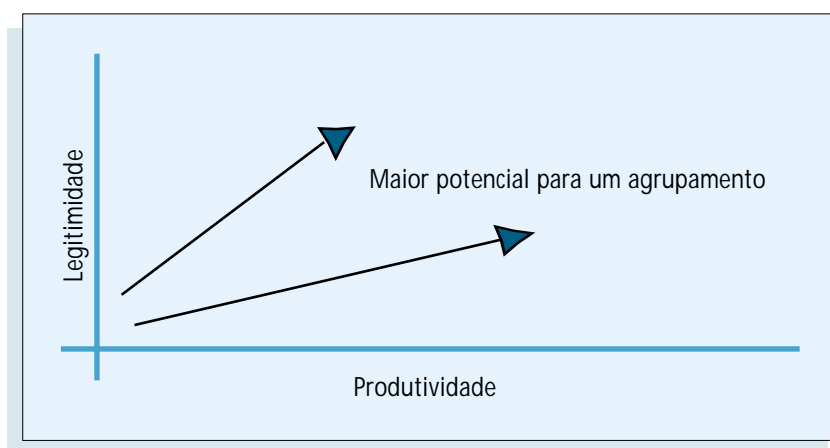 Legitimidade
Maior potencial para um agrupamento
Produtividade